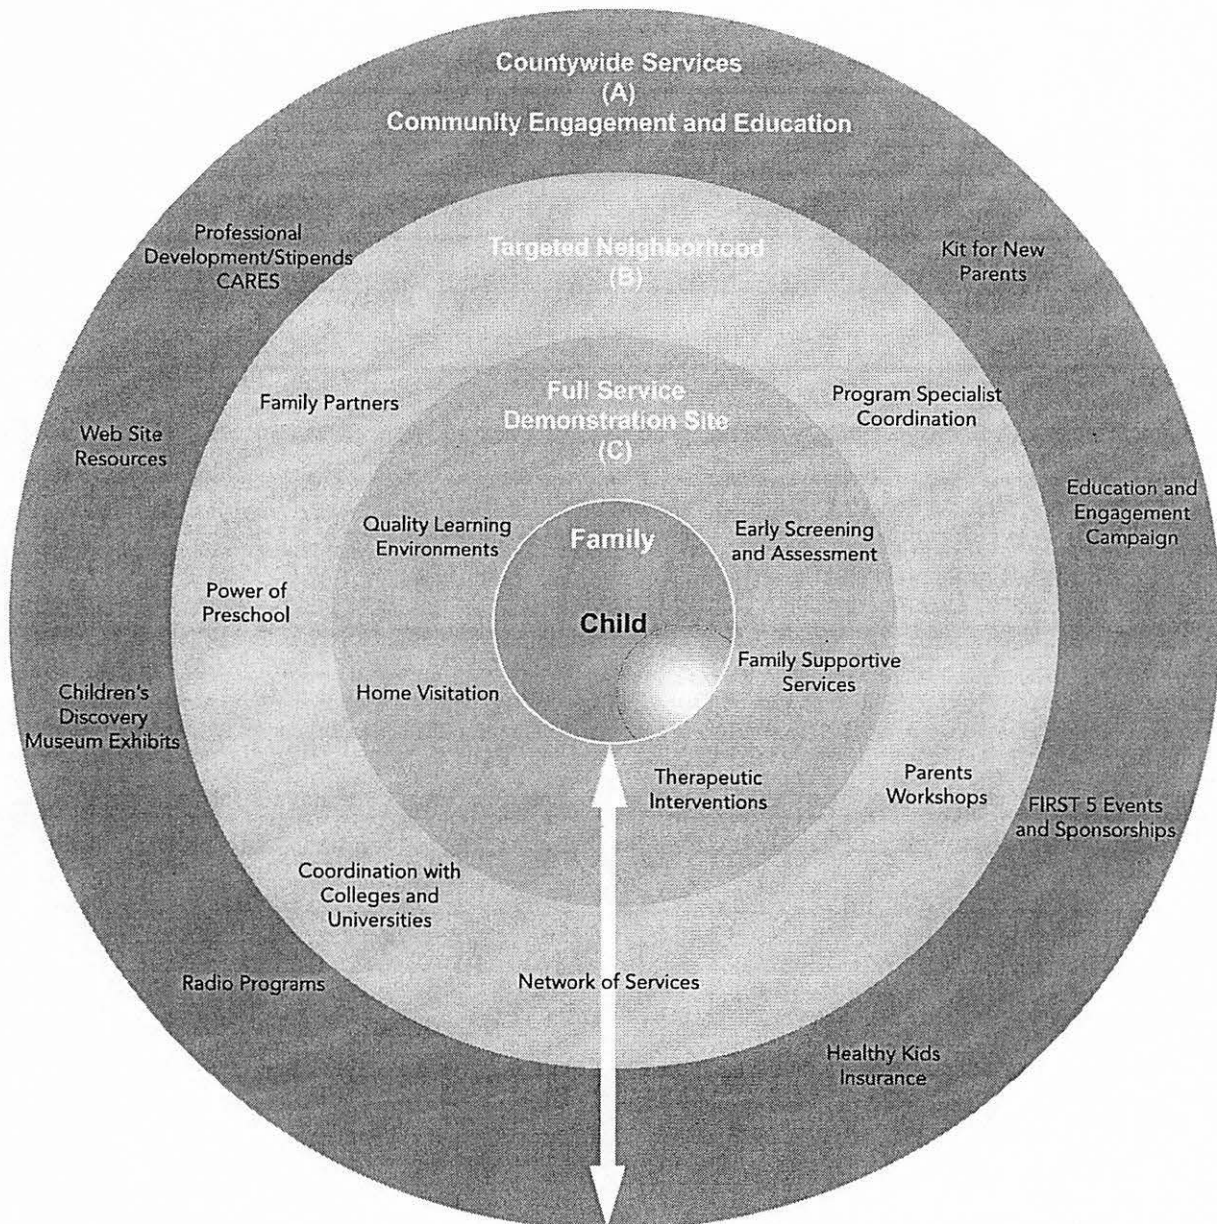 Countywide Services
(A)
Community Engagement and Education
Professional
Development/Stipends
CARES
Kit for New
Parents
Targeted Neighborhood
(B)
Family Partners
Full Service
Demonstration Site
(C)
Program Specialist
Coordination
Web Site
Resources
Education and
Engagement
Campaign
Quality Learning
Environments
Family
Early Screening
and Assessment
Power of
Preschool
Child
Family Supportive
Services
Home Visitation
Children's
Discovery
Museum Exhibits
Therapeutic
Interventions
Parents
Workshops
FIRST 5 Events
and Sponsorships
Coordination with
Colleges and
Universities
Radio Programs
Network of Services
Healthy Kids
Insurance